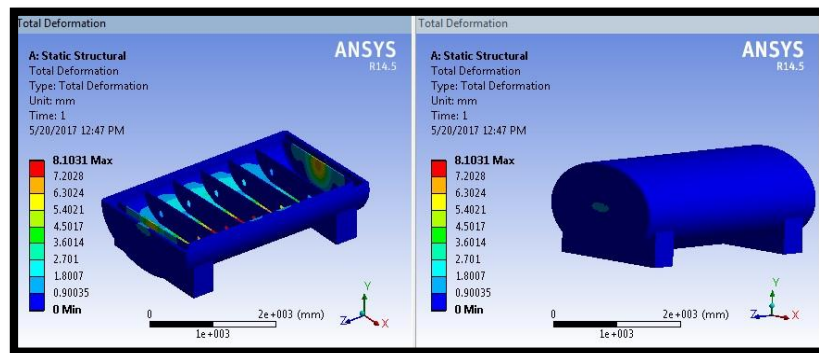 Total Deformation
A: Static Structural
Total Deformation
Type: Total Deformation
Unit: mm
Time: 1
5/20/2017 12:47 PM
ANSYS
R14.5
8.1031 Max
7.2028
6.3024
5.4021
4.5017
3.6014
2.701
1.8007
0.90035
0 Min
0
2e+003 (mm)
1e+003
Y
Z
X
Total Deformation
A: Static Structural
Total Deformation
Type: Total Deformation
Unit: mm
Time: 1
5/20/2017 12:47 PM
ANSYS
R14.5
8.1031 Max
7.2028
6.3024
5.4021
4.5017
3.6014
2.701
1.8007
0.90035
0 Min
0
2e+003 (mm)
1e+003
Y
Z
X